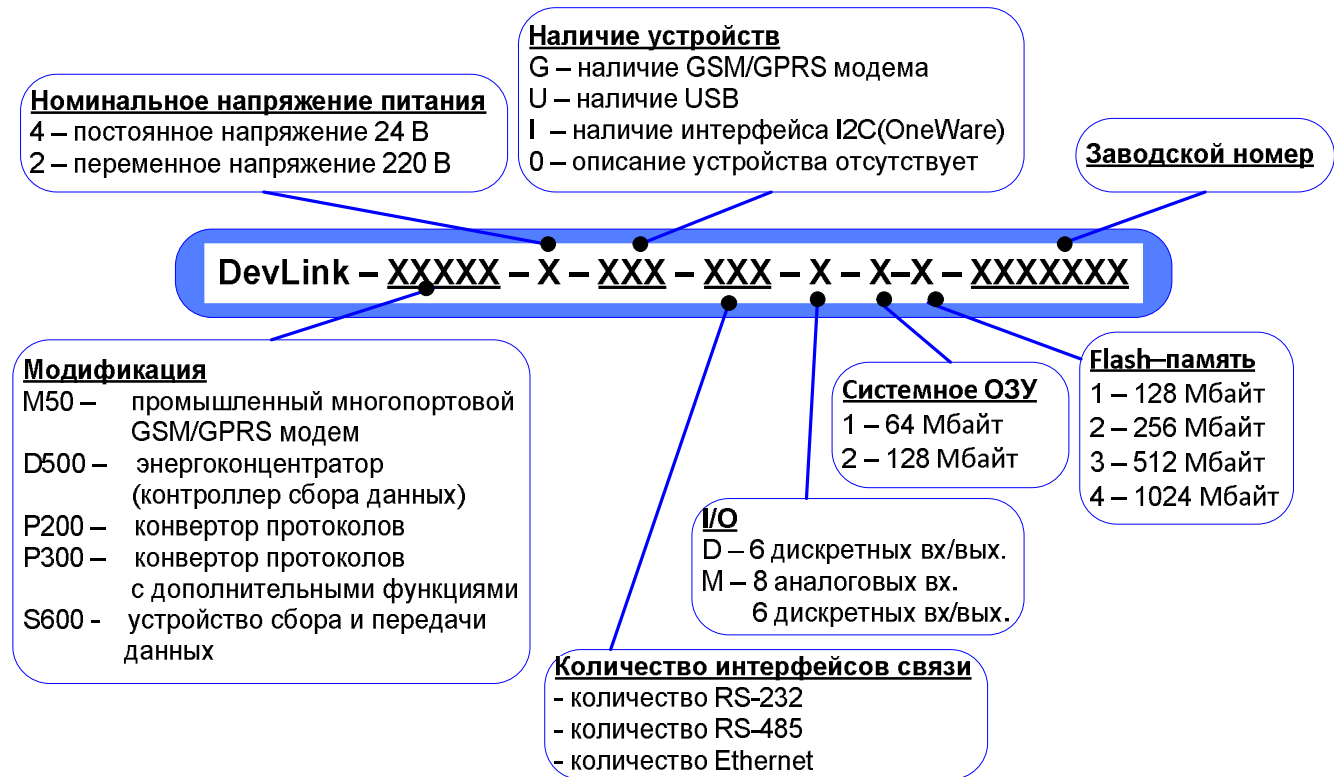 Наличие устройств
G – наличие GSM/GPRS модема
U – наличие USB
I – наличие интерфейса I2C(OneWare)
0 – описание устройства отсутствует
Номинальное напряжение питания
4 – постоянное напряжение 24 В
2 – переменное напряжение 220 В
Заводской номер
DevLink – XXXXX – X – XXX – XXX – X – X–X – XXXXXXX
Модификация
M50 – промышленный многопортовой
GSM/GPRS модем
D500 – энергоконцентратор
(контроллер сбора данных)
P200 – конвертор протоколов
P300 – конвертор протоколов
с дополнительными функциями
S600 - устройство сбора и передачи
данных
Количество интерфейсов связи
- количество RS-232
- количество RS-485
- количество Ethernet
I/O
D – 6 дискретных вх/вых.
M – 8 аналоговых вх.
6 дискретных вх/вых.
Системное ОЗУ
1 – 64 Мбайт
2 – 128 Мбайт
Flash–память
1 – 128 Мбайт
2 – 256 Мбайт
3 – 512 Мбайт
4 – 1024 Мбайт